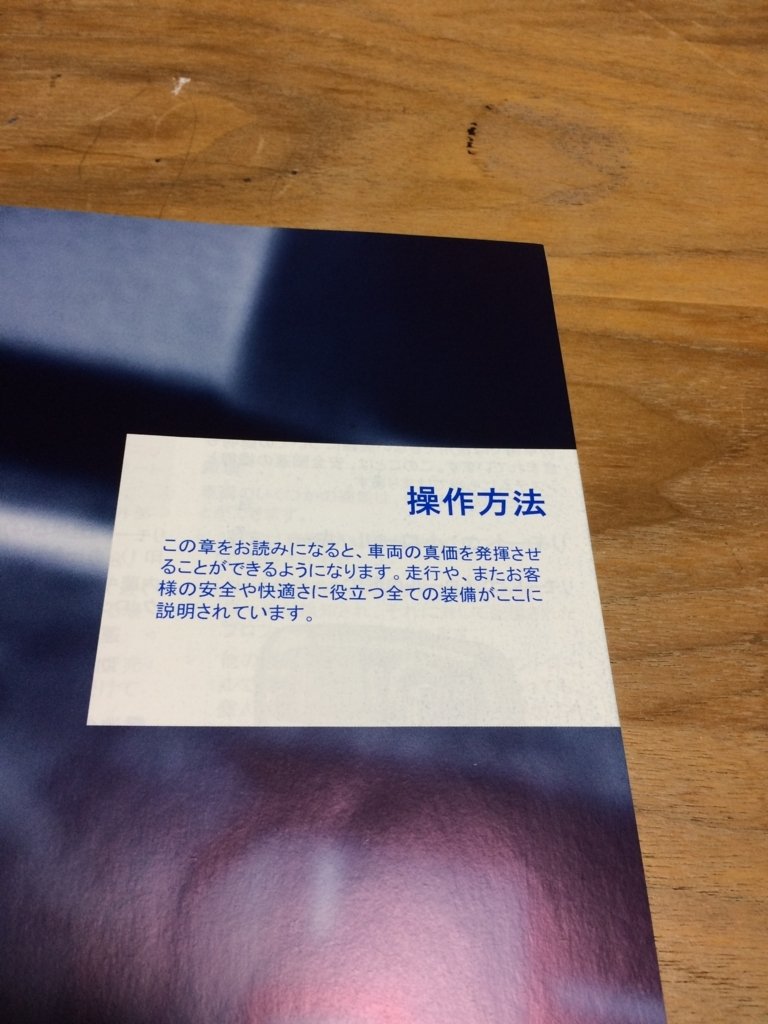 操作方法
この章をお読みになると、車両の真価を発揮させ
ることができるようになります。走行や、またお客
様の安全や快適さに役立つ全ての装備がここに
説明されています。